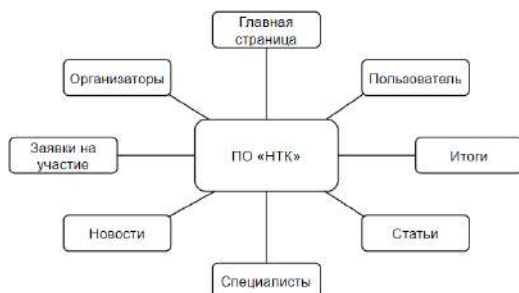 Главная
страница
Организаторы
Пользователь
Заявки на
участие
ПО «НТК»
Итоги
Новости
Статьи
Специалисты